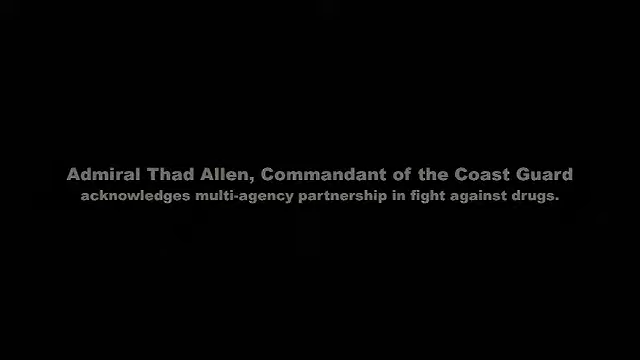 Admiral Thad Allen, Commandant of the Coast Guard
acknowledges multi-agency partnership in fight against drugs.